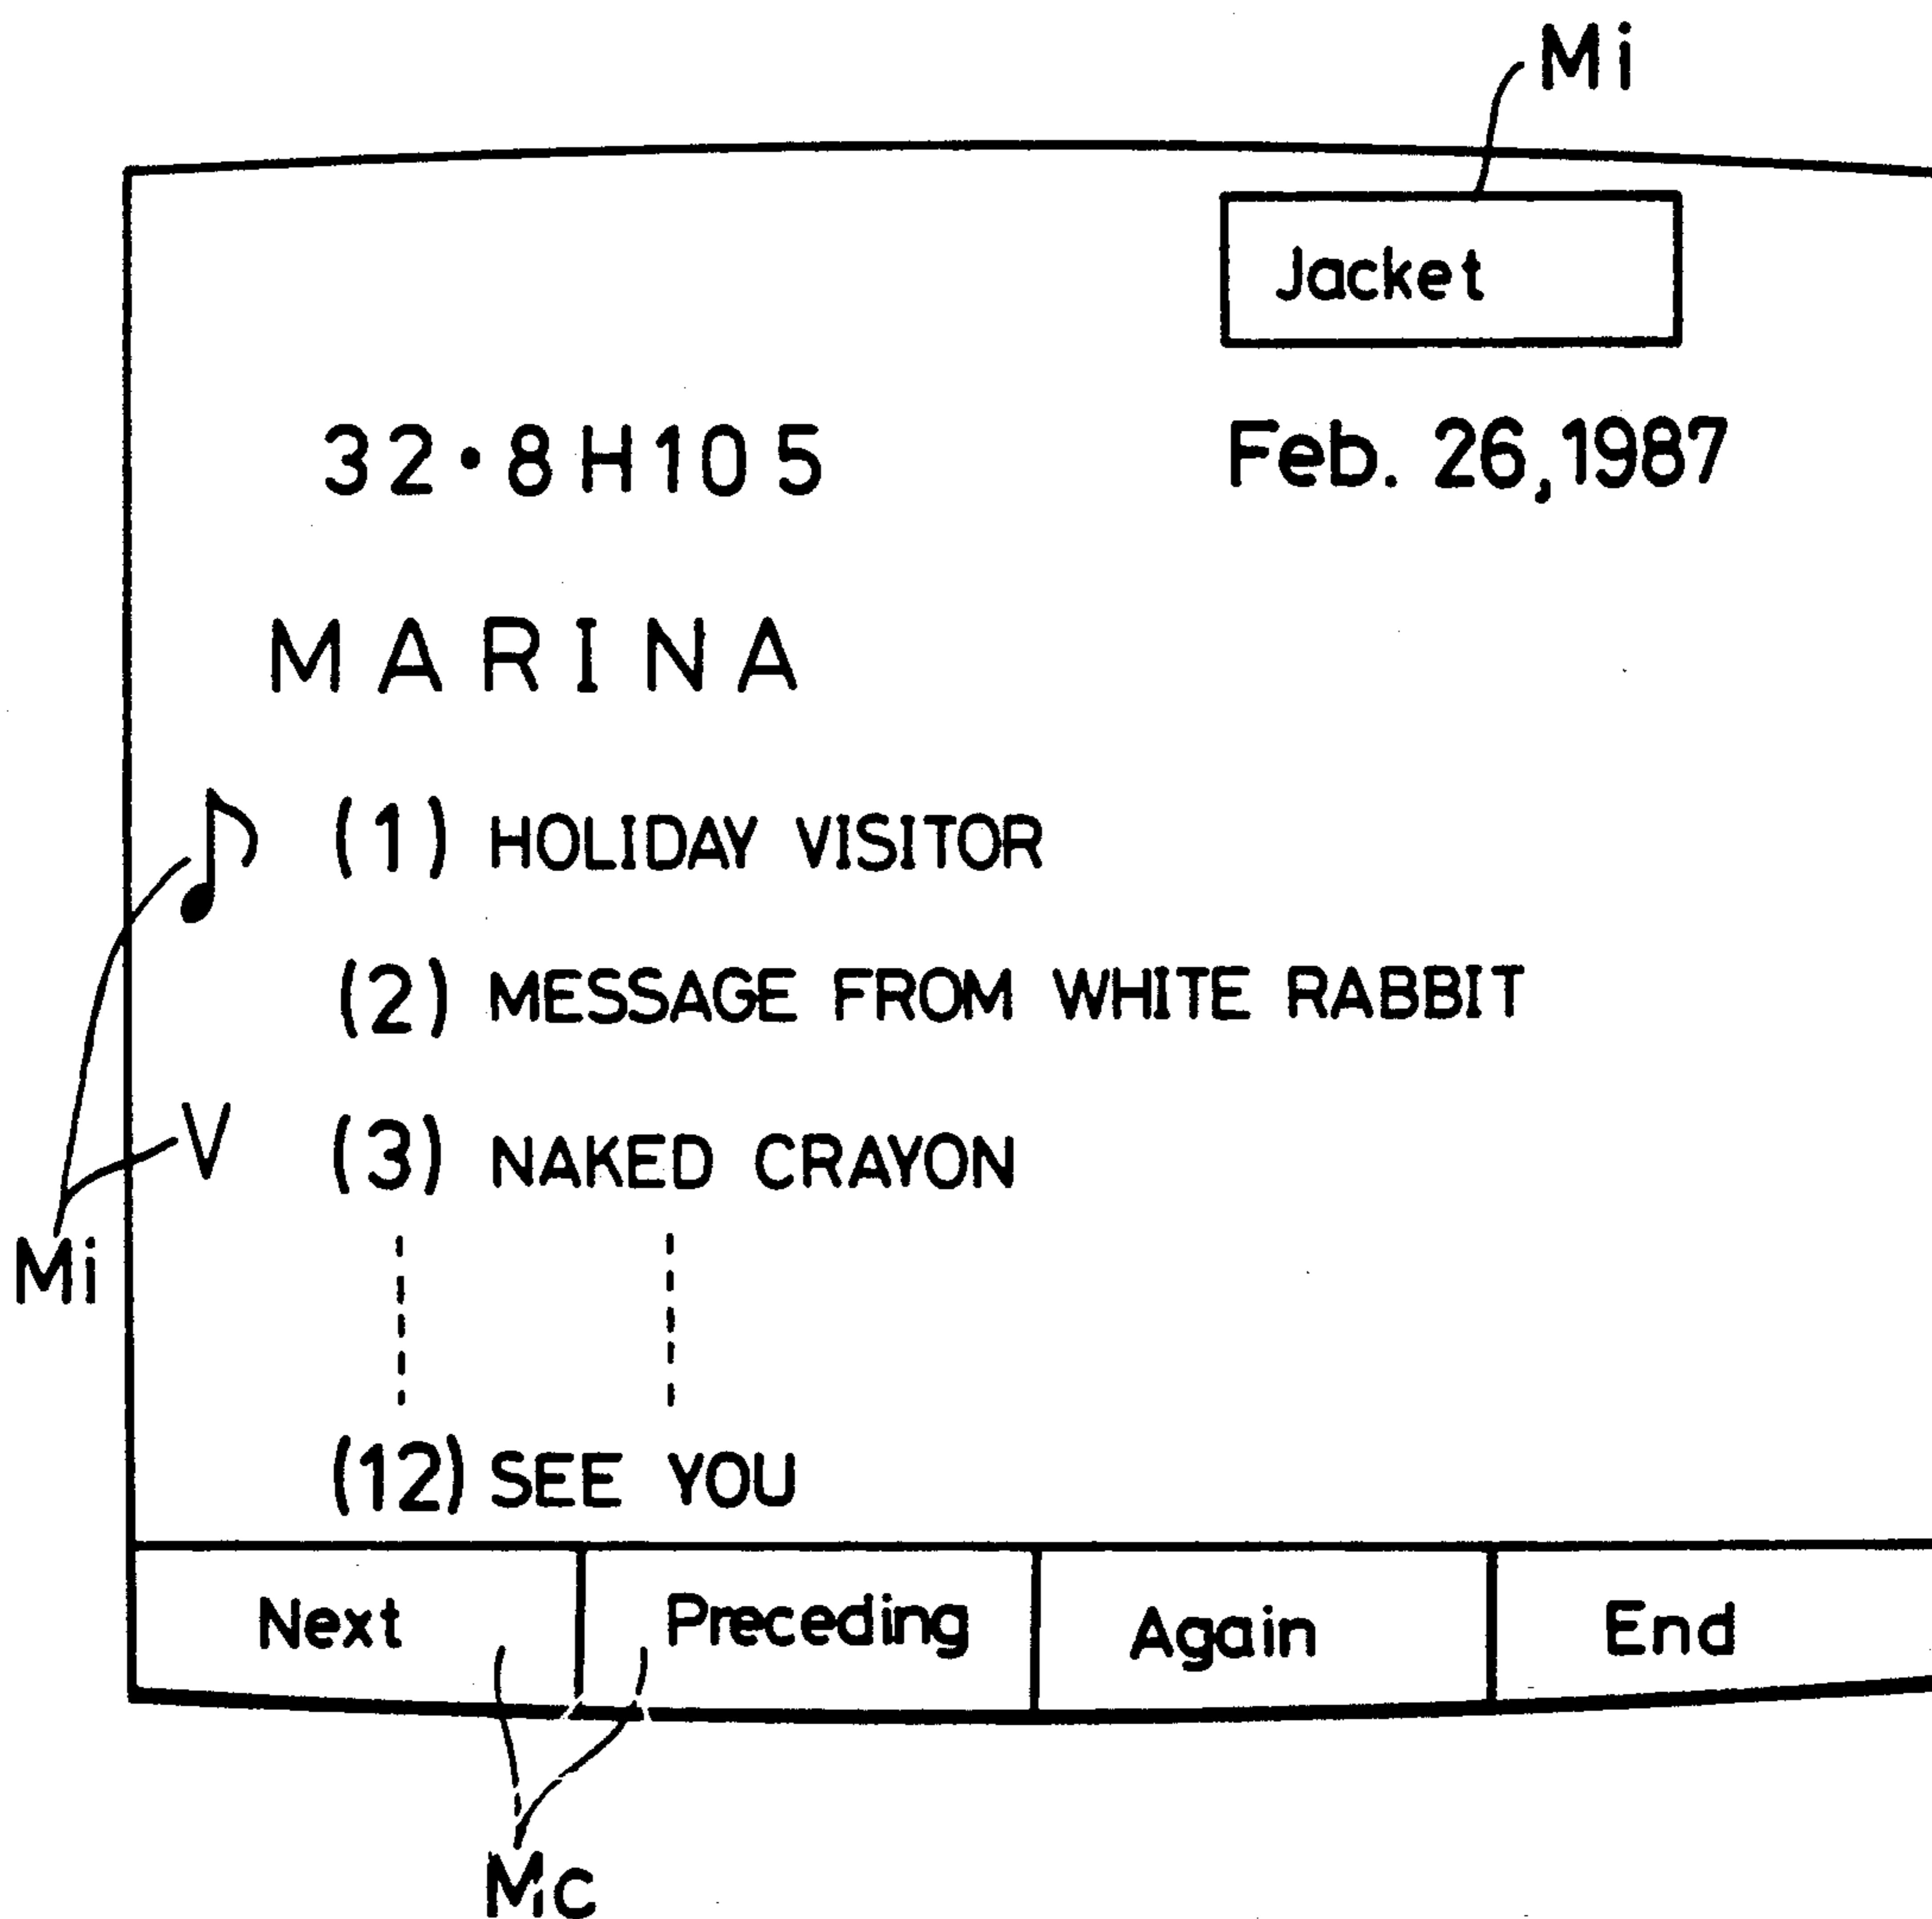 Mi
Jacket
32·8H105 Feb. 26,1987
MARINA
♪ (1) HOLIDAY VISITOR
(2) MESSAGE FROM WHITE RABBIT
V (3) NAKED CRAYON
Mi
(12) SEE YOU
Next Preceding Again End
Mc